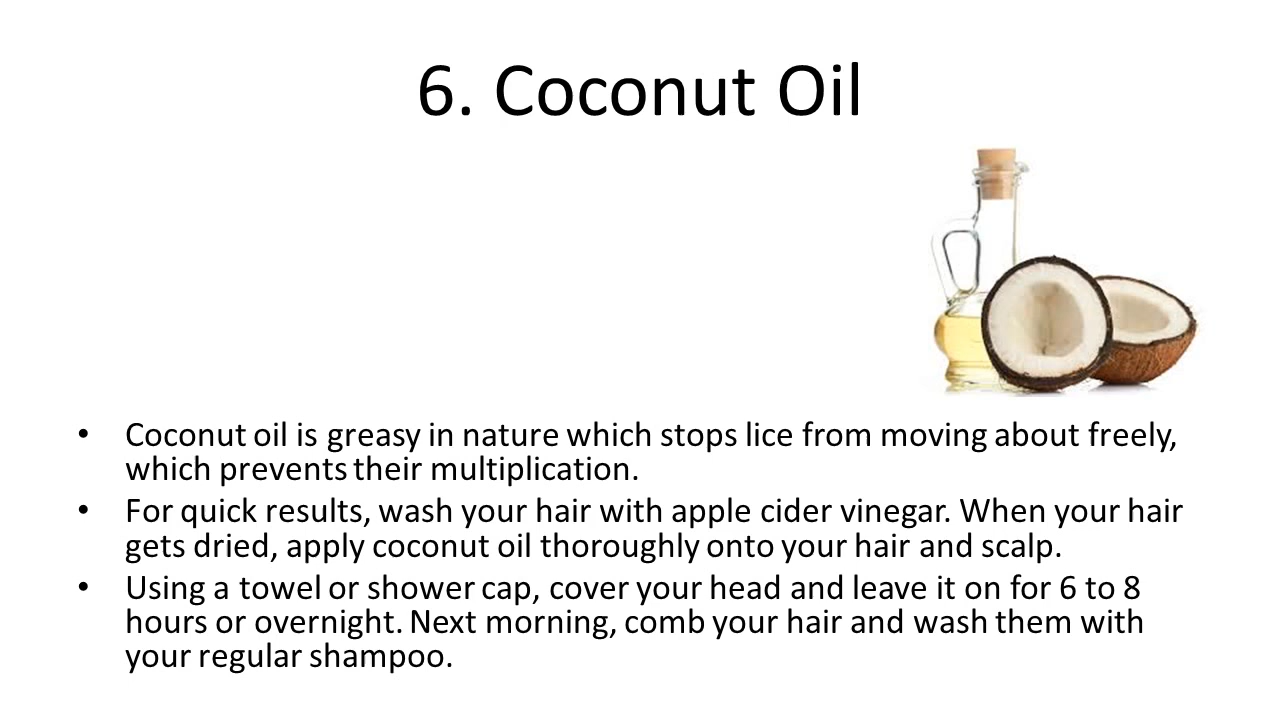 6. Coconut Oil
• Coconut oil is greasy in nature which stops lice from moving about freely,
which prevents their multiplication.
• For quick results, wash your hair with apple cider vinegar. When your hair
gets dried, apply coconut oil thoroughly onto your hair and scalp.
• Using a towel or shower cap, cover your head and leave it on for 6 to 8
hours or overnight. Next morning, comb your hair and wash them with
your regular shampoo.